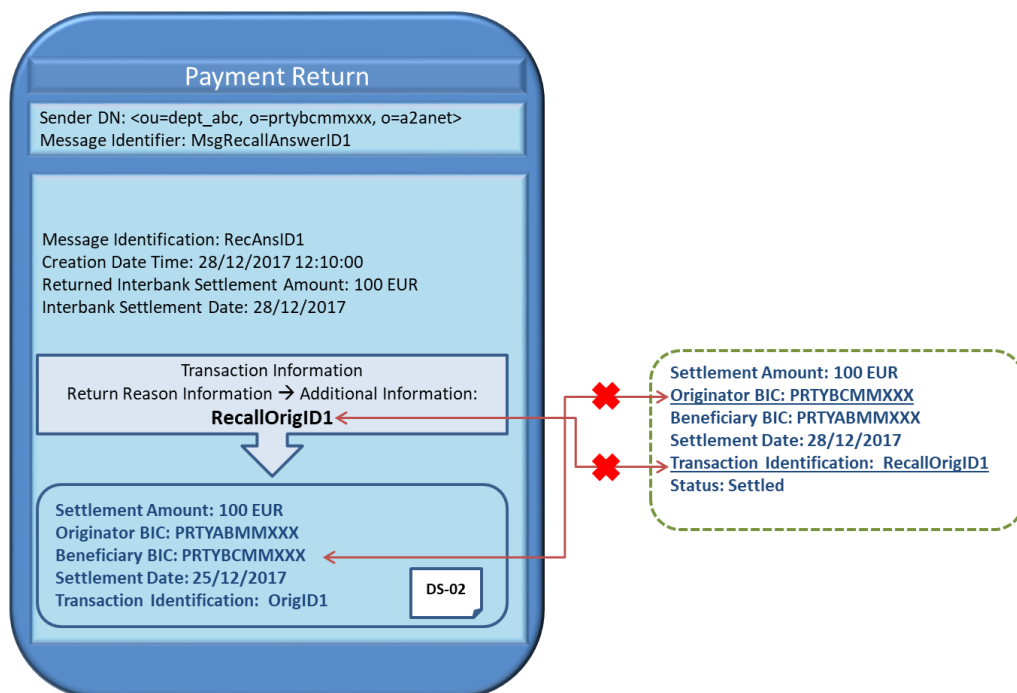 Payment Return
Sender DN: <ou=dept_abc, o=prtybcmmxxx, o=a2anet>
Message Identifier: MsgRecallAnswerID1
Message Identification: RecAnsID1
Creation Date Time: 28/12/2017 12:10:00
Returned Interbank Settlement Amount: 100 EUR
Interbank Settlement Date: 28/12/2017
Transaction Information
Return Reason Information → Additional Information:
RecallOrigID1
Settlement Amount: 100 EUR
Originator BIC: PRTYABMMXXX
Beneficiary BIC: PRTYBCMMXXX
Settlement Date: 25/12/2017
Transaction Identification: OrigID1
DS-02
Settlement Amount: 100 EUR
Originator BIC: PRTYBCMMXXX
Beneficiary BIC: PRTYABMMXXX
Settlement Date: 28/12/2017
Transaction Identification: RecallOrigID1
Status: Settled